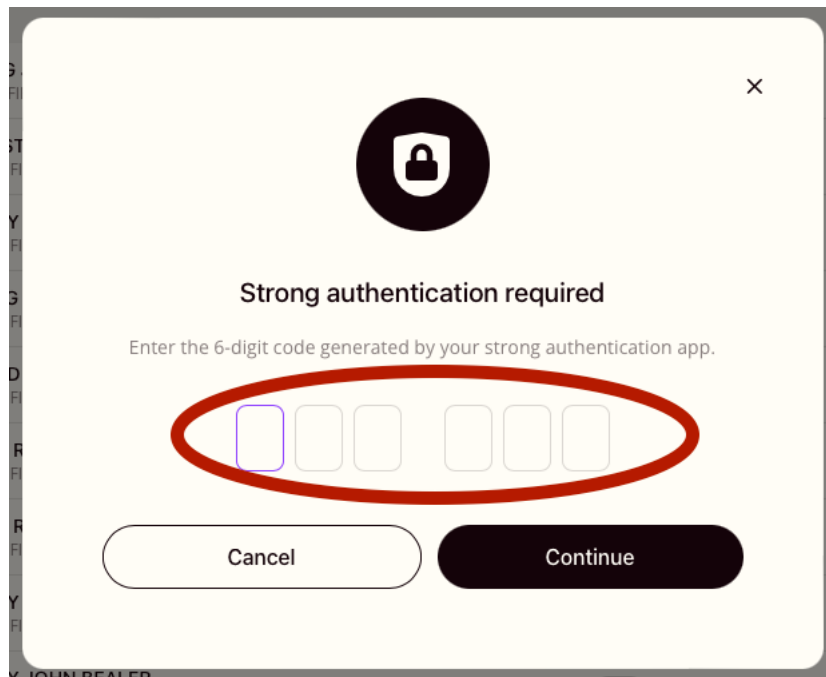 Strong authentication required
Enter the 6-digit code generated by your strong authentication app.
Cancel
Continue